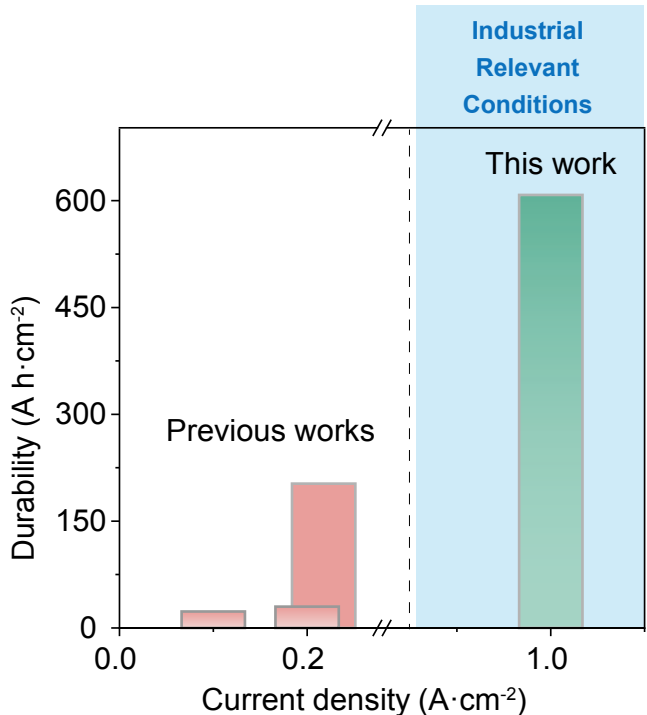 Industrial
Relevant
Conditions
This work
Previous works
600
450
300
150
0
0.0
0.2
1.0
Durability (A h·cm⁻²)
Current density (A·cm⁻²)